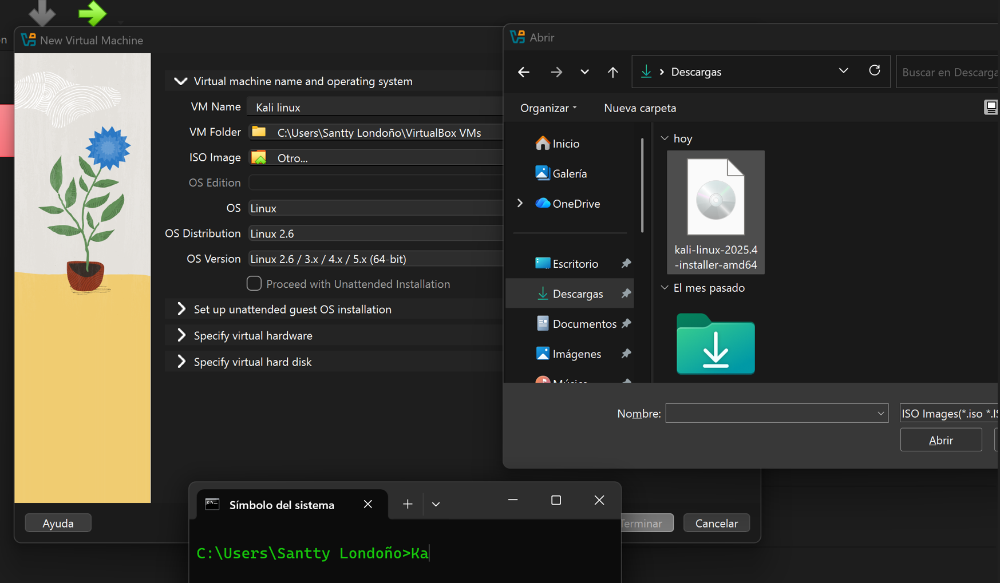 n
New Virtual Machine
Virtual machine name and operating system
VM Name
Kali linux
VM Folder
C:\Users\Santty Londoño\VirtualBox VMs
ISO Image
Otro...
OS Edition
OS
Linux
OS Distribution
Linux 2.6
OS Version
Linux 2.6 / 3.x / 4.x / 5.x (64-bit)
Proceed with Unattended Installation
Set up unattended guest OS installation
Specify virtual hardware
Specify virtual hard disk
Ayuda
Terminar
Cancelar
Abrir
Descargas
Buscar en Descarga
Organizar
Nueva carpeta
Inicio
Galería
OneDrive
Escritorio
Descargas
Documentos
Imágenes
Música
hoy
kali-linux-2025.4
-installer-amd64
El mes pasado
Nombre:
ISO Images(*.iso *.IS
Abrir
Símbolo del sistema
C:\Users\Santty Londoño>Ka